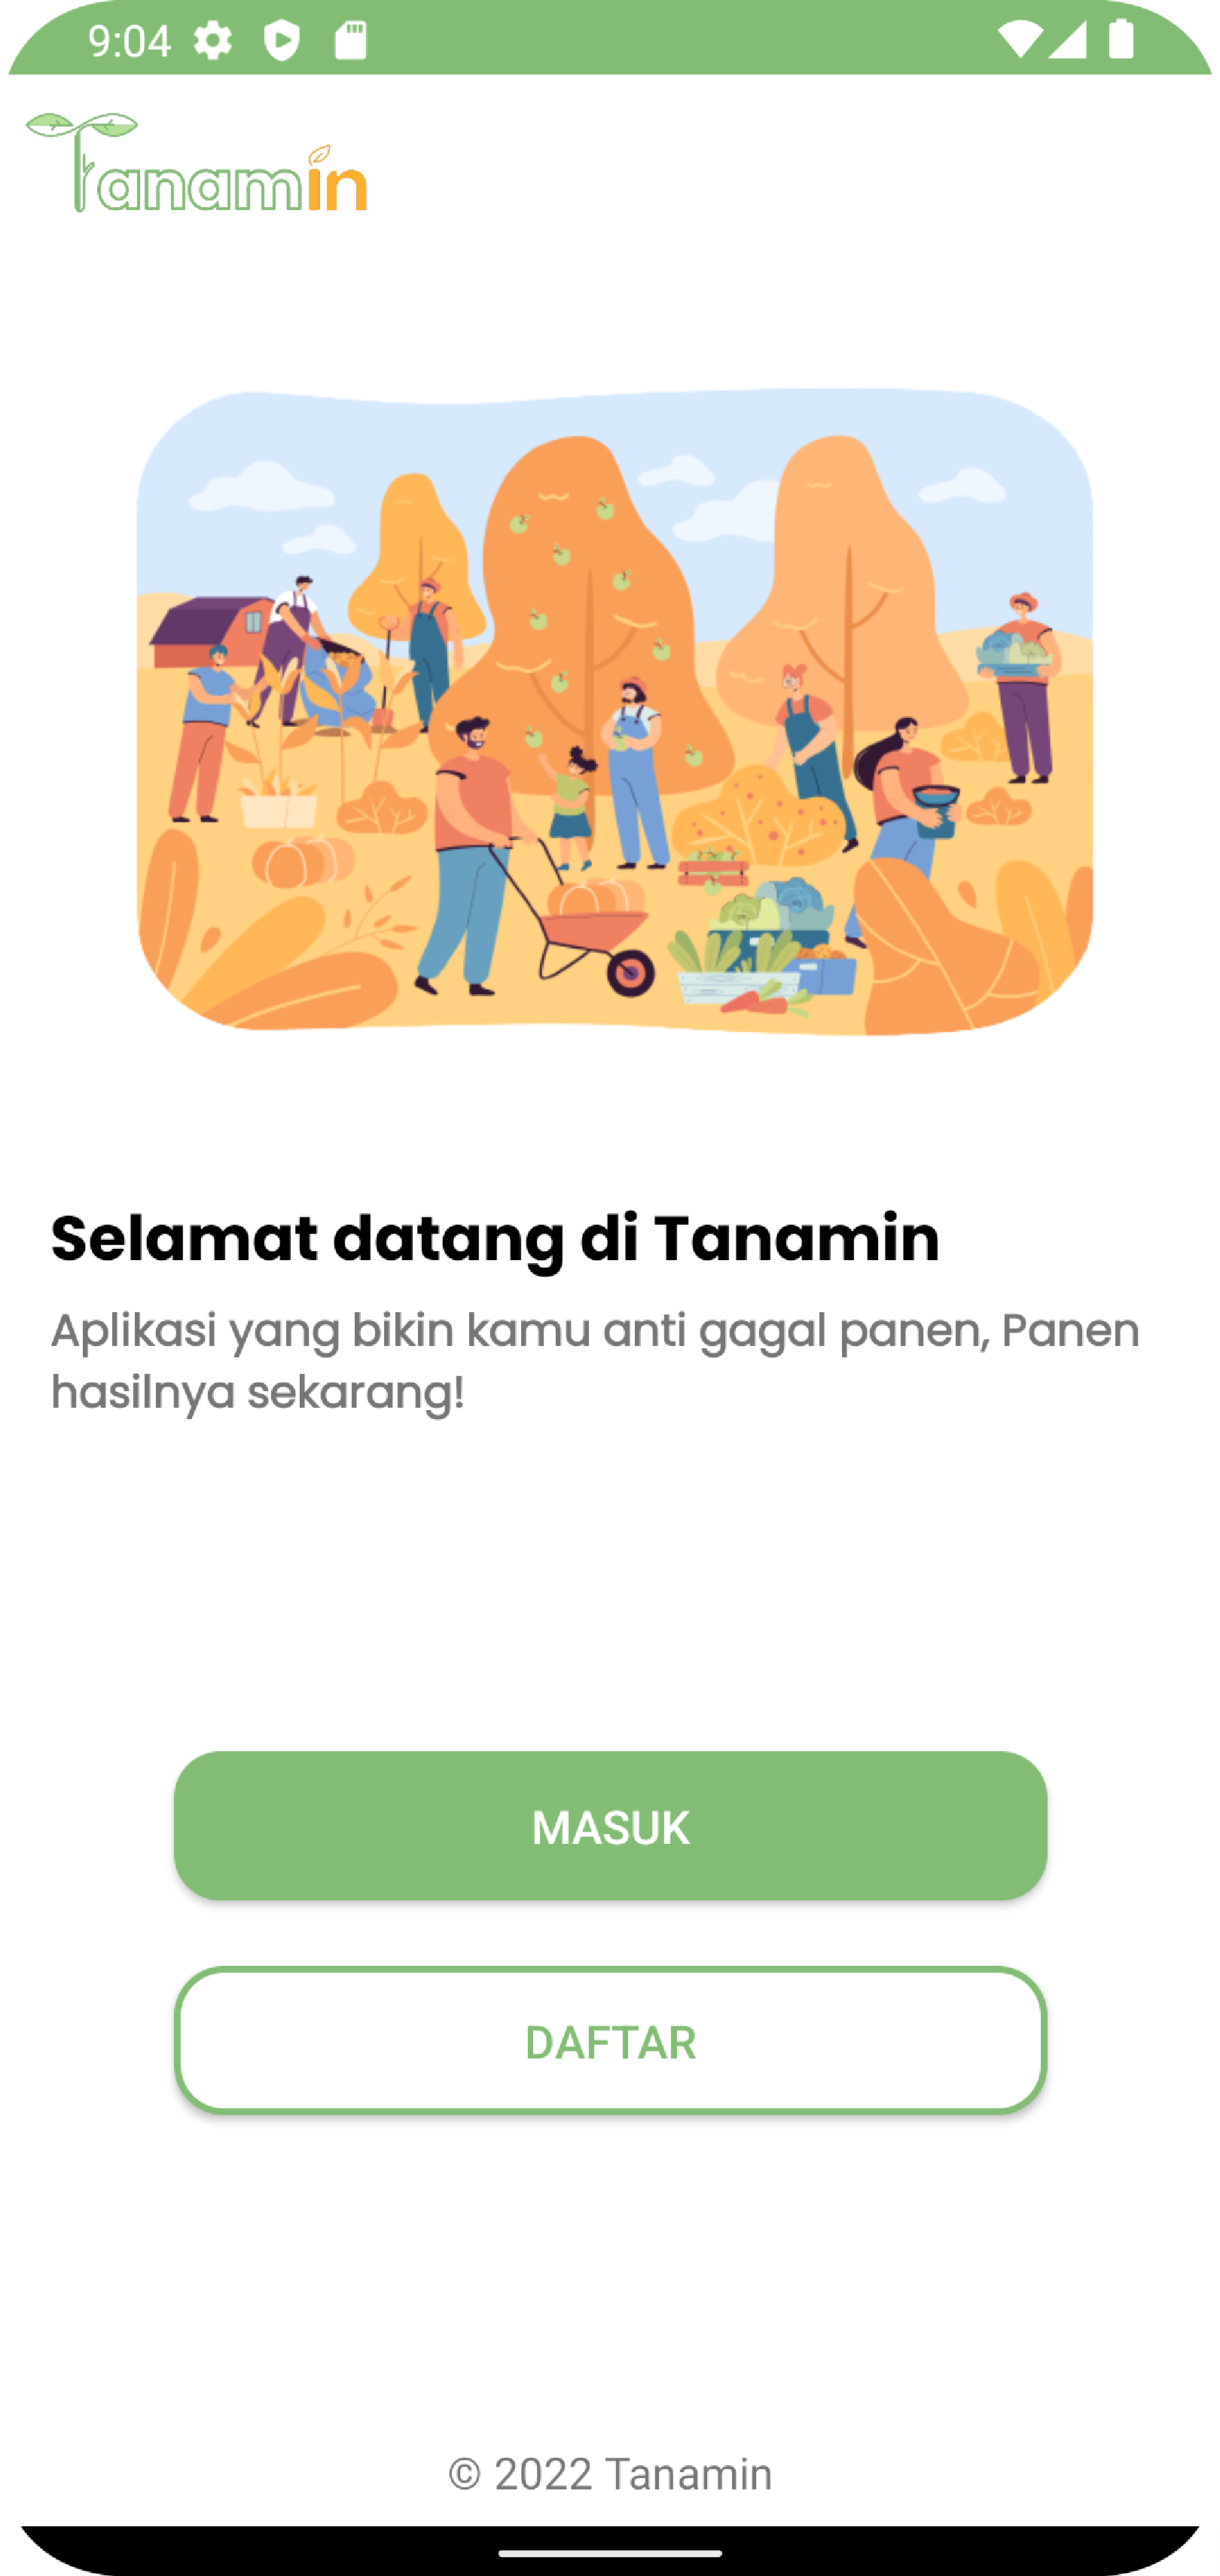 9:04
Tanamin
Selamat datang di Tanamin
Aplikasi yang bikin kamu anti gagal panen, Panen
hasilnya sekarang!
MASUK
DAFTAR
© 2022 Tanamin